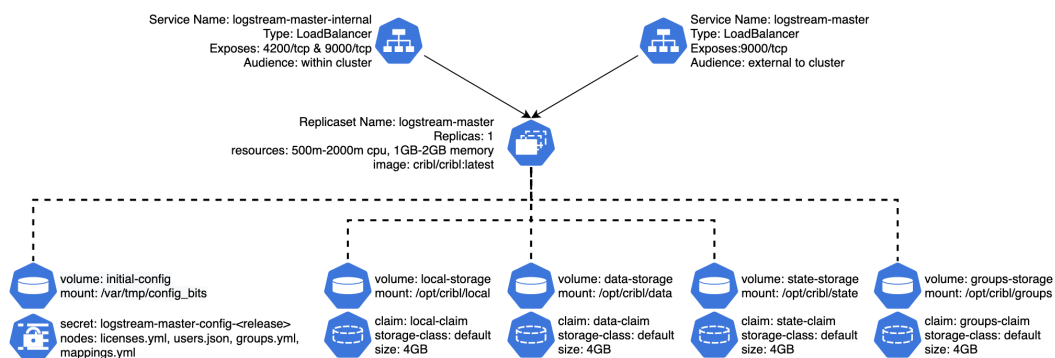 Service Name: logstream-master-internal
Type: LoadBalancer
Exposes: 4200/tcp & 9000/tcp
Audience: within cluster
Service Name: logstream-master
Type: LoadBalancer
Exposes:9000/tcp
Audience: external to cluster
Replicaset Name: logstream-master
Replicas: 1
resources: 500m-2000m cpu, 1GB-2GB memory
image: cribl/cribl:latest
volume: initial-config
mount: /var/tmp/config_bits
volume: local-storage
mount: /opt/cribl/local
volume: data-storage
mount: /opt/cribl/data
volume: state-storage
mount: /opt/cribl/state
volume: groups-storage
mount: /opt/cribl/groups
secret: logstream-master-config-<release>
nodes: licenses.yml, users.json, groups.yml,
mappings.yml
claim: local-claim
storage-class: default
size: 4GB
claim: data-claim
storage-class: default
size: 4GB
claim: state-claim
storage-class: default
size: 4GB
claim: groups-claim
storage-class: default
size: 4GB